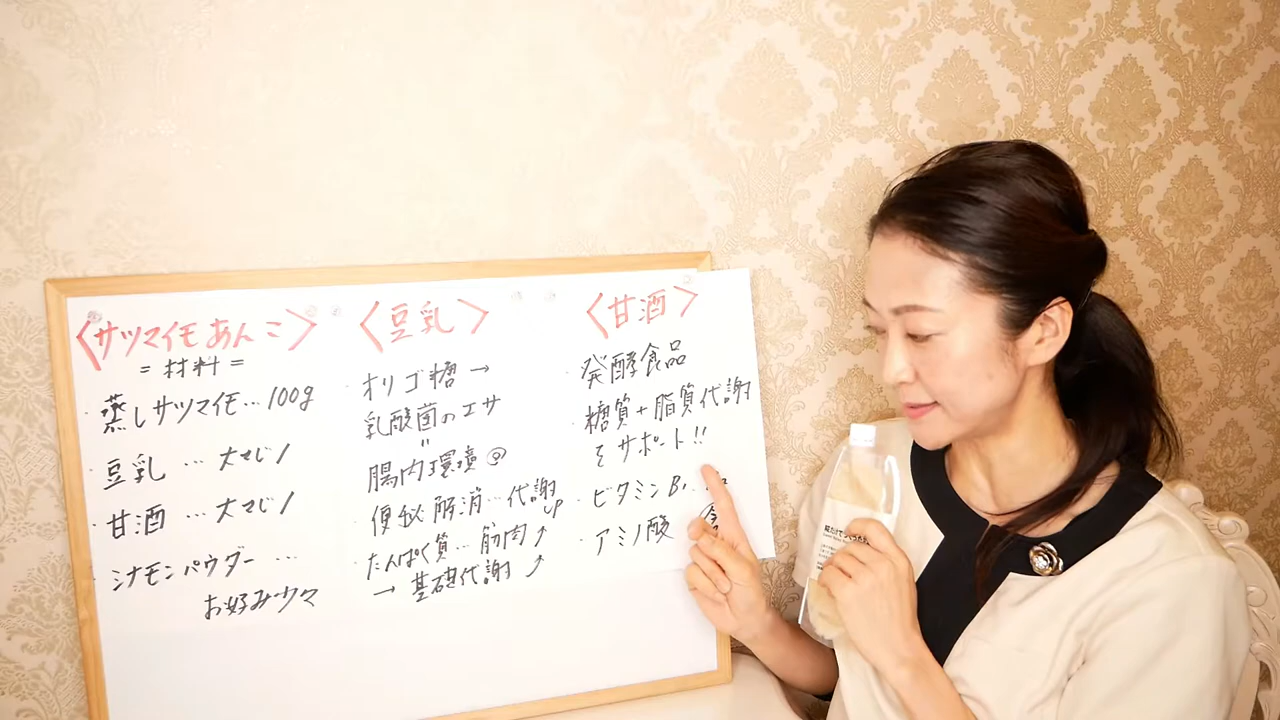 〈サツマイモあんこ〉
=材料=
・蒸しサツマイモ…100g
・豆乳…大さじ1
・甘酒…大さじ1
・シナモンパウダー…
お好み少々
〈豆乳〉
・オリゴ糖→
乳酸菌のエサ
〃
腸内環境
・便秘解消…代謝up
・たんぱく質…筋肉↑
→基礎代謝↑
〈甘酒〉
・発酵食品
・糖質+脂質代謝
をサポート!!
・ビタミンB
・アミノ酸